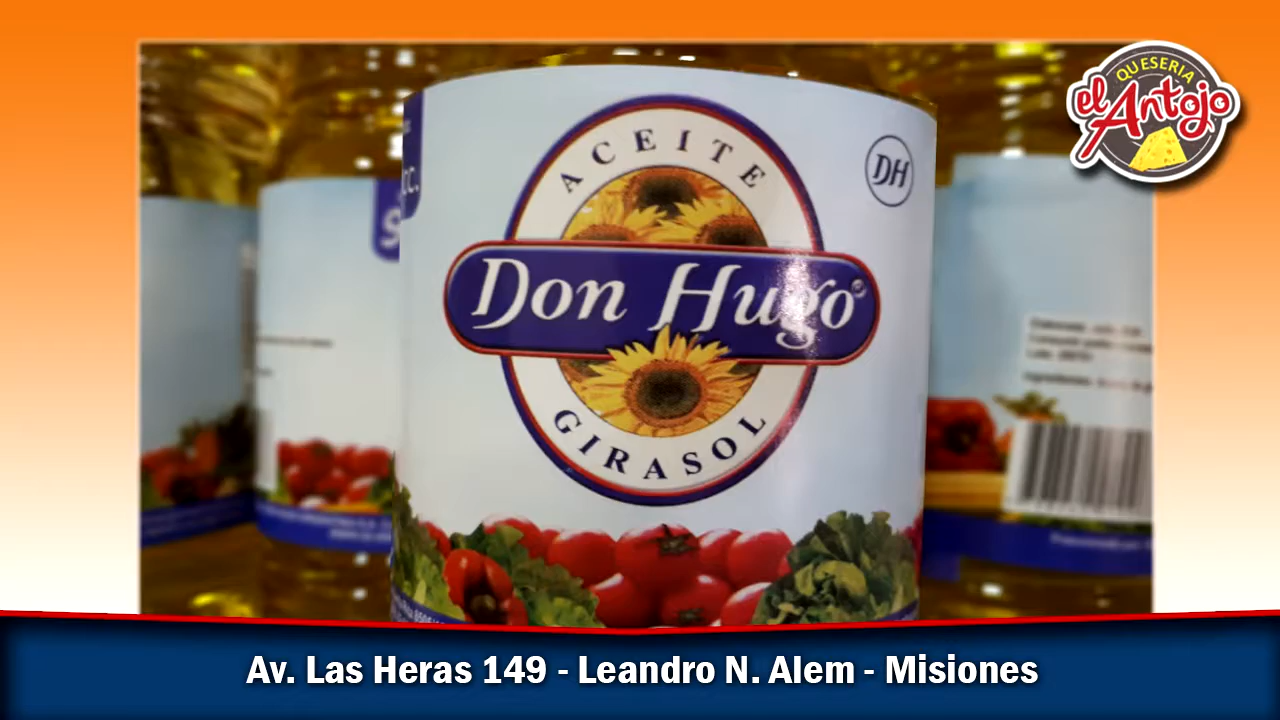 QUESERIA
el Antojo
ACEITE
DH
Don Hugo®
GIRASOL
Av. Las Heras 149 - Leandro N. Alem - Misiones